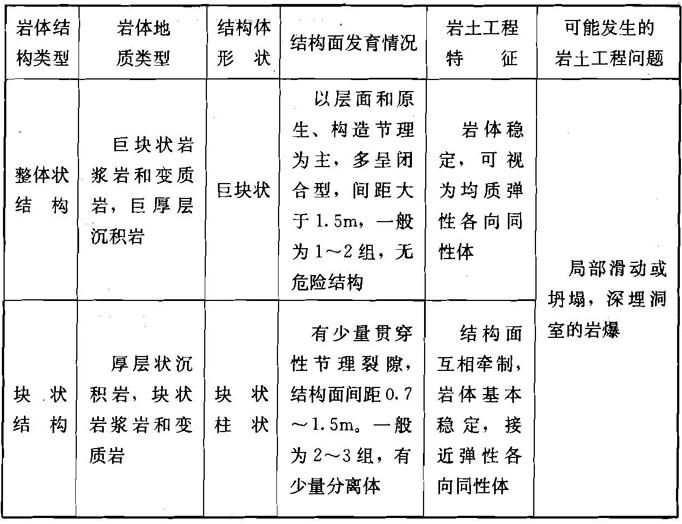 岩体结构类型
岩体地质类型
结构体形状
结构面发育情况
岩土工程特征
可能发生的岩土工程问题
整体状结构
巨块状岩浆岩和变质岩，巨厚层沉积岩
巨块状
以层面和原生、构造节理为主，多呈闭合型，间距大于1.5m，一般为1～2组，无危险结构
岩体稳定，可视为均质弹性各向同性体
局部滑动或坍塌，深埋洞室的岩爆
块状结构
厚层状沉积岩，块状岩浆岩和变质岩
块状柱状
有少量贯穿性节理裂隙，结构面间距0.7～1.5m。一般为2～3组，有少量分离体
结构面互相牵制，岩体基本稳定，接近弹性各向同性体